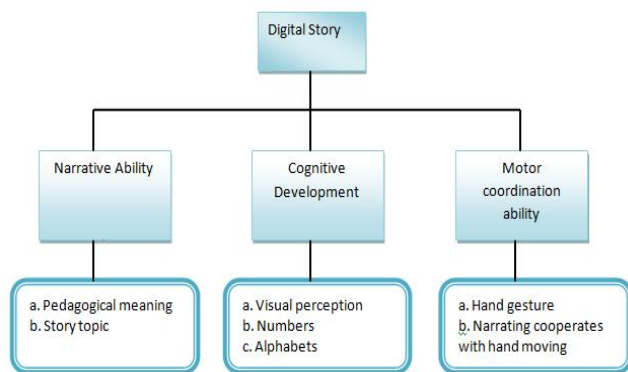 Digital Story
Narrative Ability
Cognitive
Development
Motor
coordination
ability
a. Pedagogical meaning
b. Story topic
a. Visual perception
b. Numbers
c. Alphabets
a. Hand gesture
b. Narrating cooperates
with hand moving